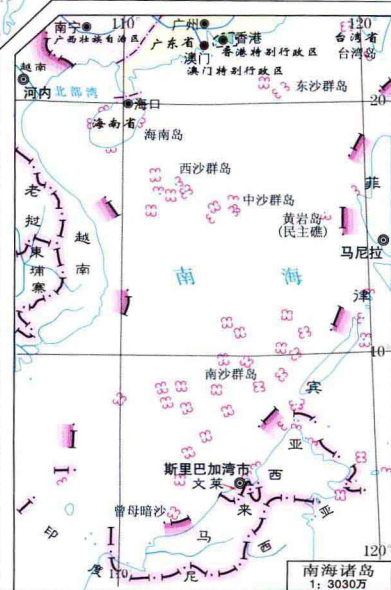 110°
120°
南宁
广西壮族自治区
广州
广东省
香港
香港特别行政区
澳门
澳门特别行政区
台湾省
台湾岛
越南
河内
北部湾
海口
海南省
海南岛
东沙群岛
20°
西沙群岛
中沙群岛
黄岩岛
(民主礁)
马尼拉
老挝
越南
柬埔寨
南海
菲律宾
10°
南沙群岛
斯里巴加湾市
文莱
马来西亚
曾母暗沙
印度尼西亚
110°
120°
南海诸岛
1：3030万